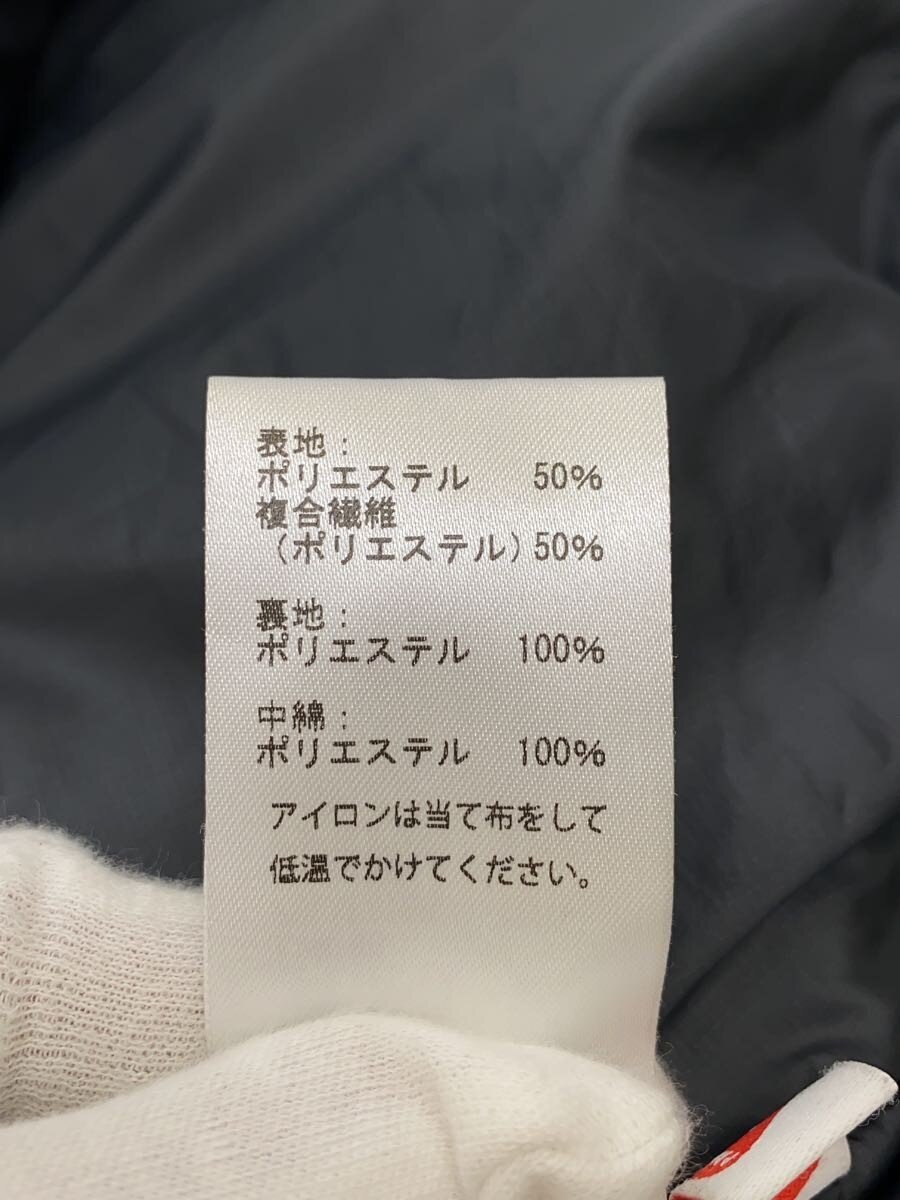 表地：
ポリエステル 50%
複合繊維
（ポリエステル）50%
裏地：
ポリエステル 100%
中綿：
ポリエステル 100%
アイロンは当て布をして
低温でかけてください。